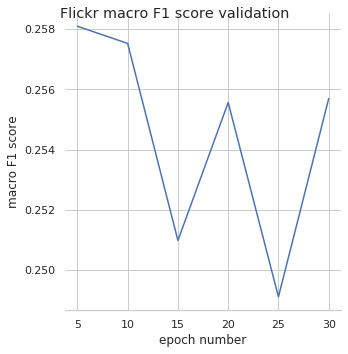 Flickr macro F1 score validation
0.258
0.256
0.254
0.252
0.250
macro F1 score
5 10 15 20 25 30
epoch number